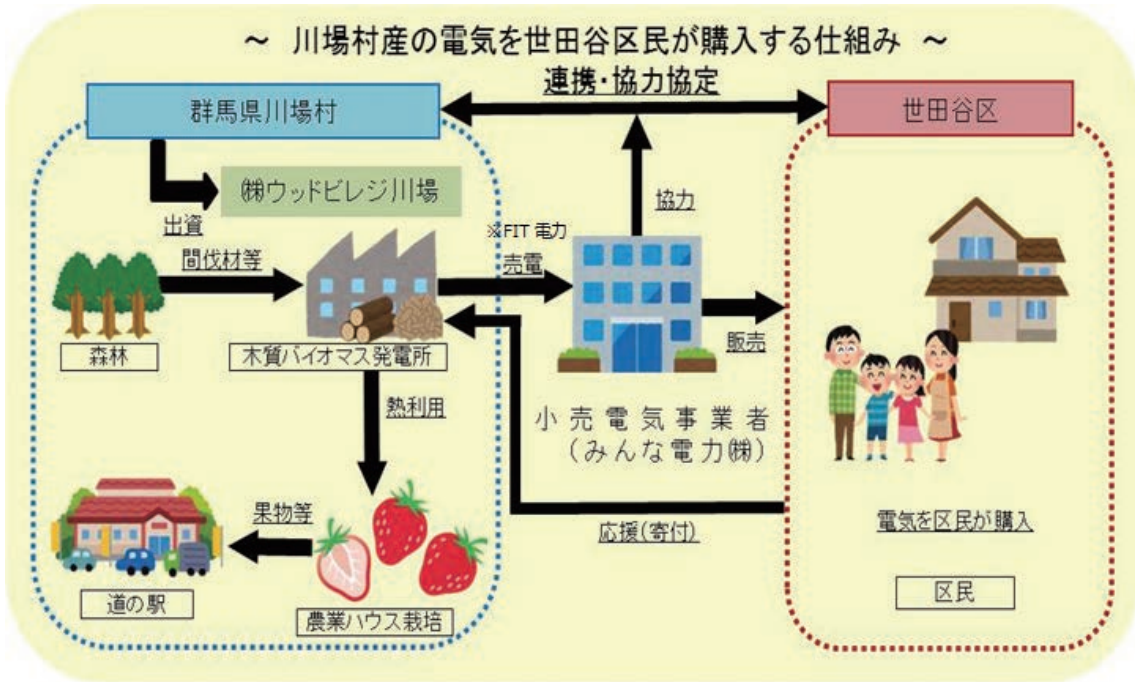 ～ 川場村産の電気を世田谷区民が購入する仕組み ～
連携・協力協定
群馬県川場村
世田谷区
㈱ウッドビレジ川場
出資
協力
※FIT 電力
間伐材等
売電
販売
森林
木質バイオマス発電所
熱利用
小売電気事業者
（みんな電力㈱）
果物等
応援(寄付)
電気を区民が購入
道の駅
農業ハウス栽培
区民